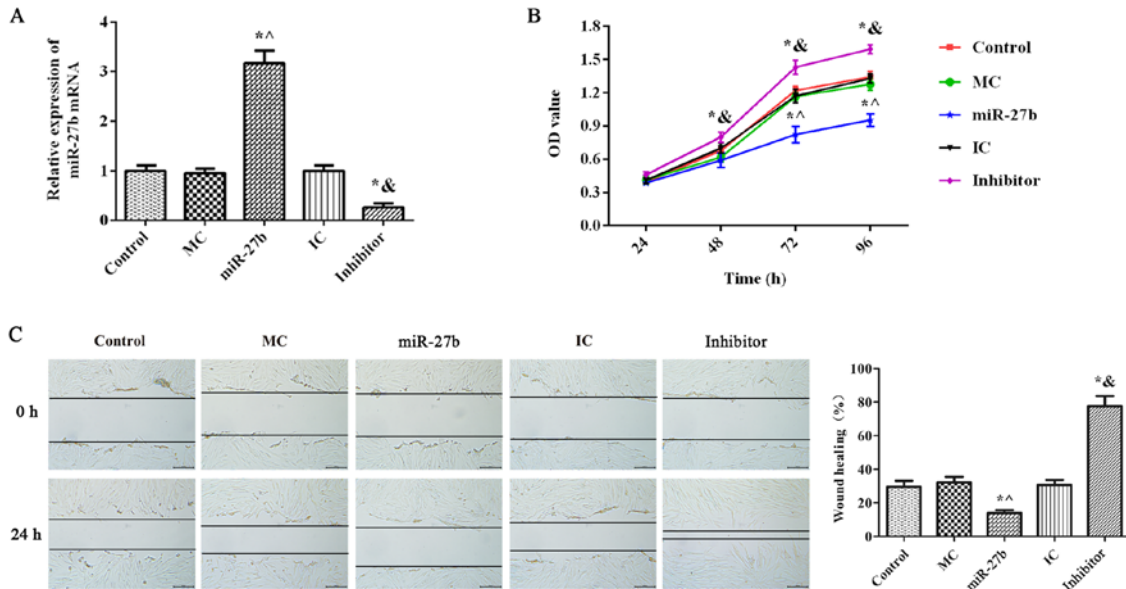 A
Relative expression of
miR-27b mRNA
4
3
2
1
0
*^
*&
Control
MC
miR-27b
IC
Inhibitor
B
OD value
1.8
1.5
1.2
0.9
0.6
0.3
0.0
*&
*&
*&
*^
*^
24
48
72
96
Time (h)
Control
MC
miR-27b
IC
Inhibitor
C
Control
MC
miR-27b
IC
Inhibitor
0 h
24 h
Wound healing (%)
100
80
60
40
20
0
*^
*&
Control
MC
miR-27b
IC
Inhibitor